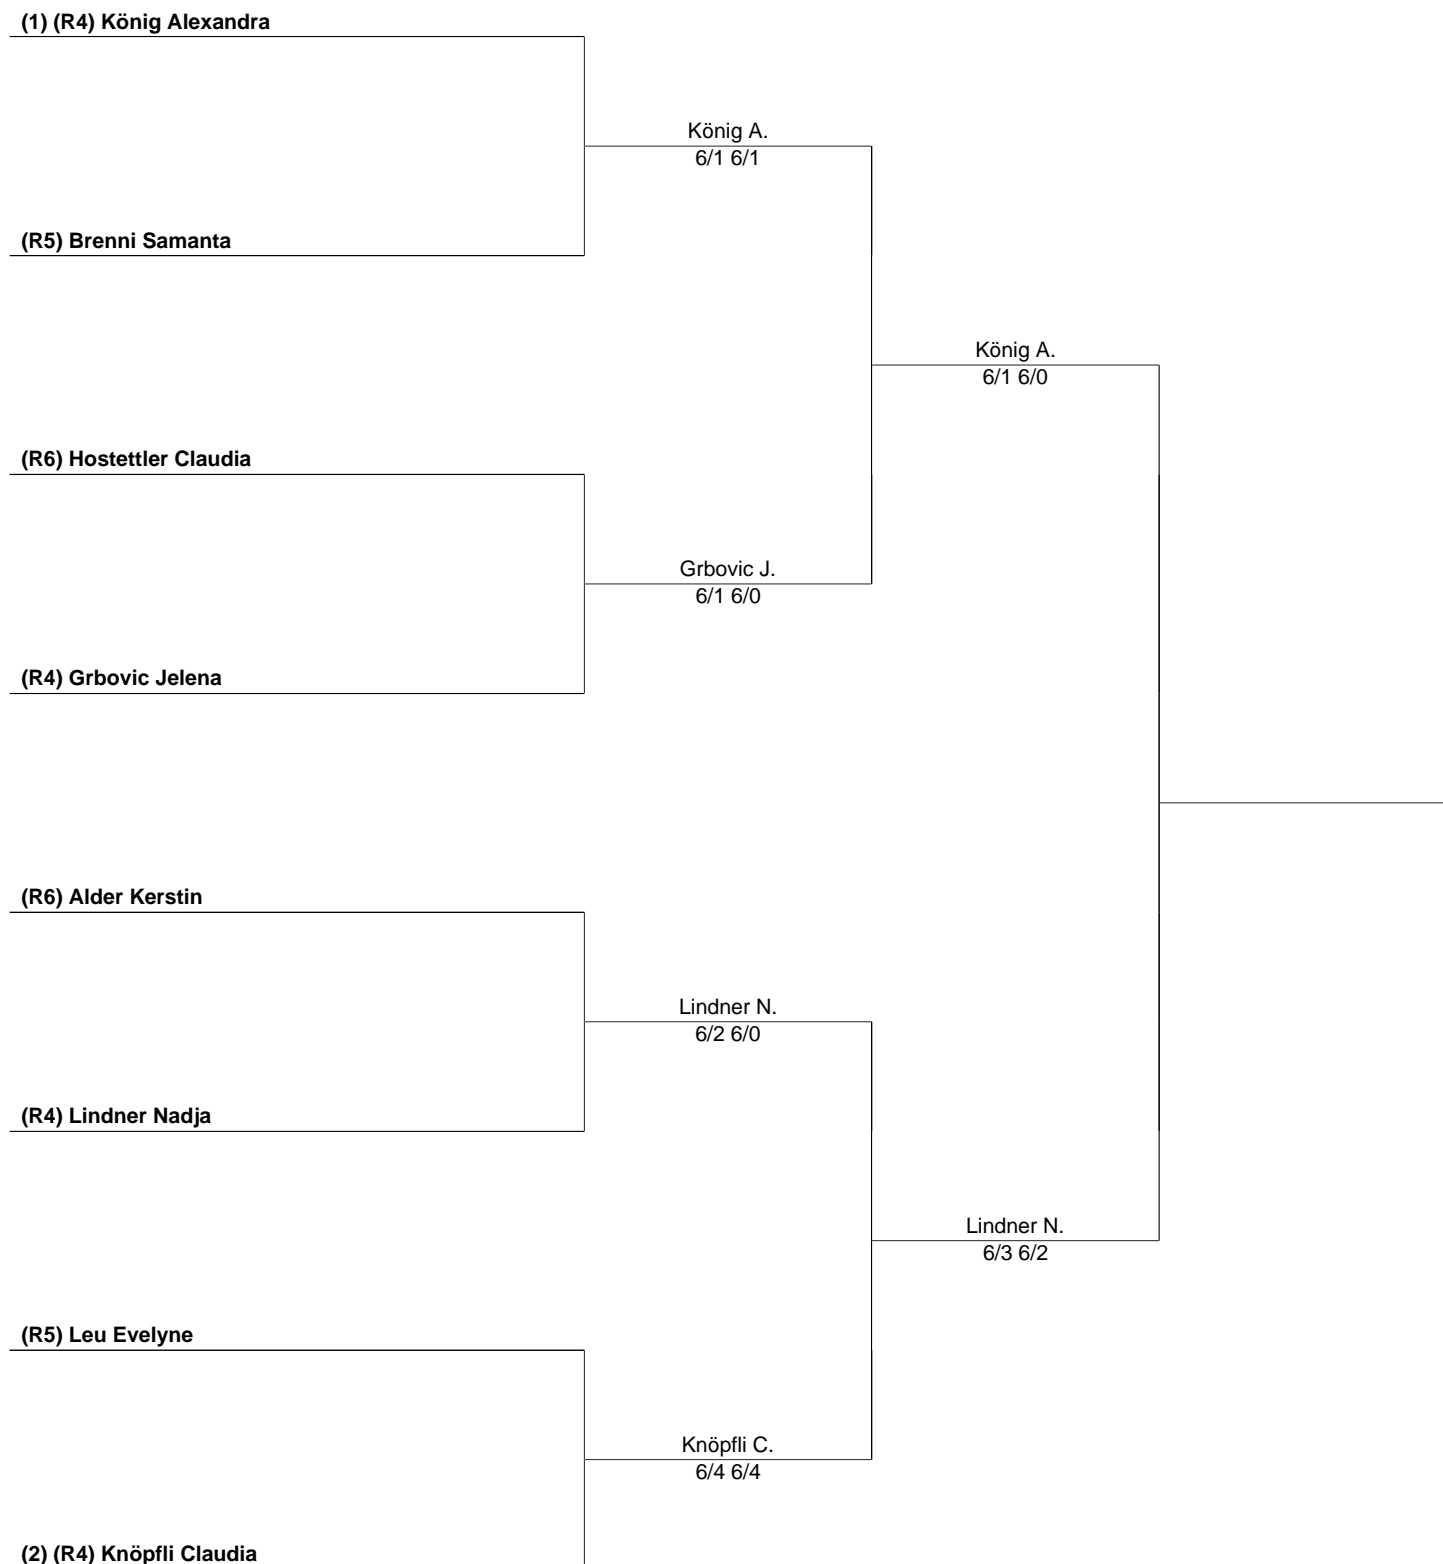 (1) (R4) König Alexandra
König A.
6/1 6/1
(R5) Brenni Samanta
König A.
6/1 6/0
(R6) Hostettler Claudia
Grbovic J.
6/1 6/0
(R4) Grbovic Jelena
(R6) Alder Kerstin
Lindner N.
6/2 6/0
(R4) Lindner Nadja
Lindner N.
6/3 6/2
(R5) Leu Evelyne
Knöpfli C.
6/4 6/4
(2) (R4) Knöpfli Claudia